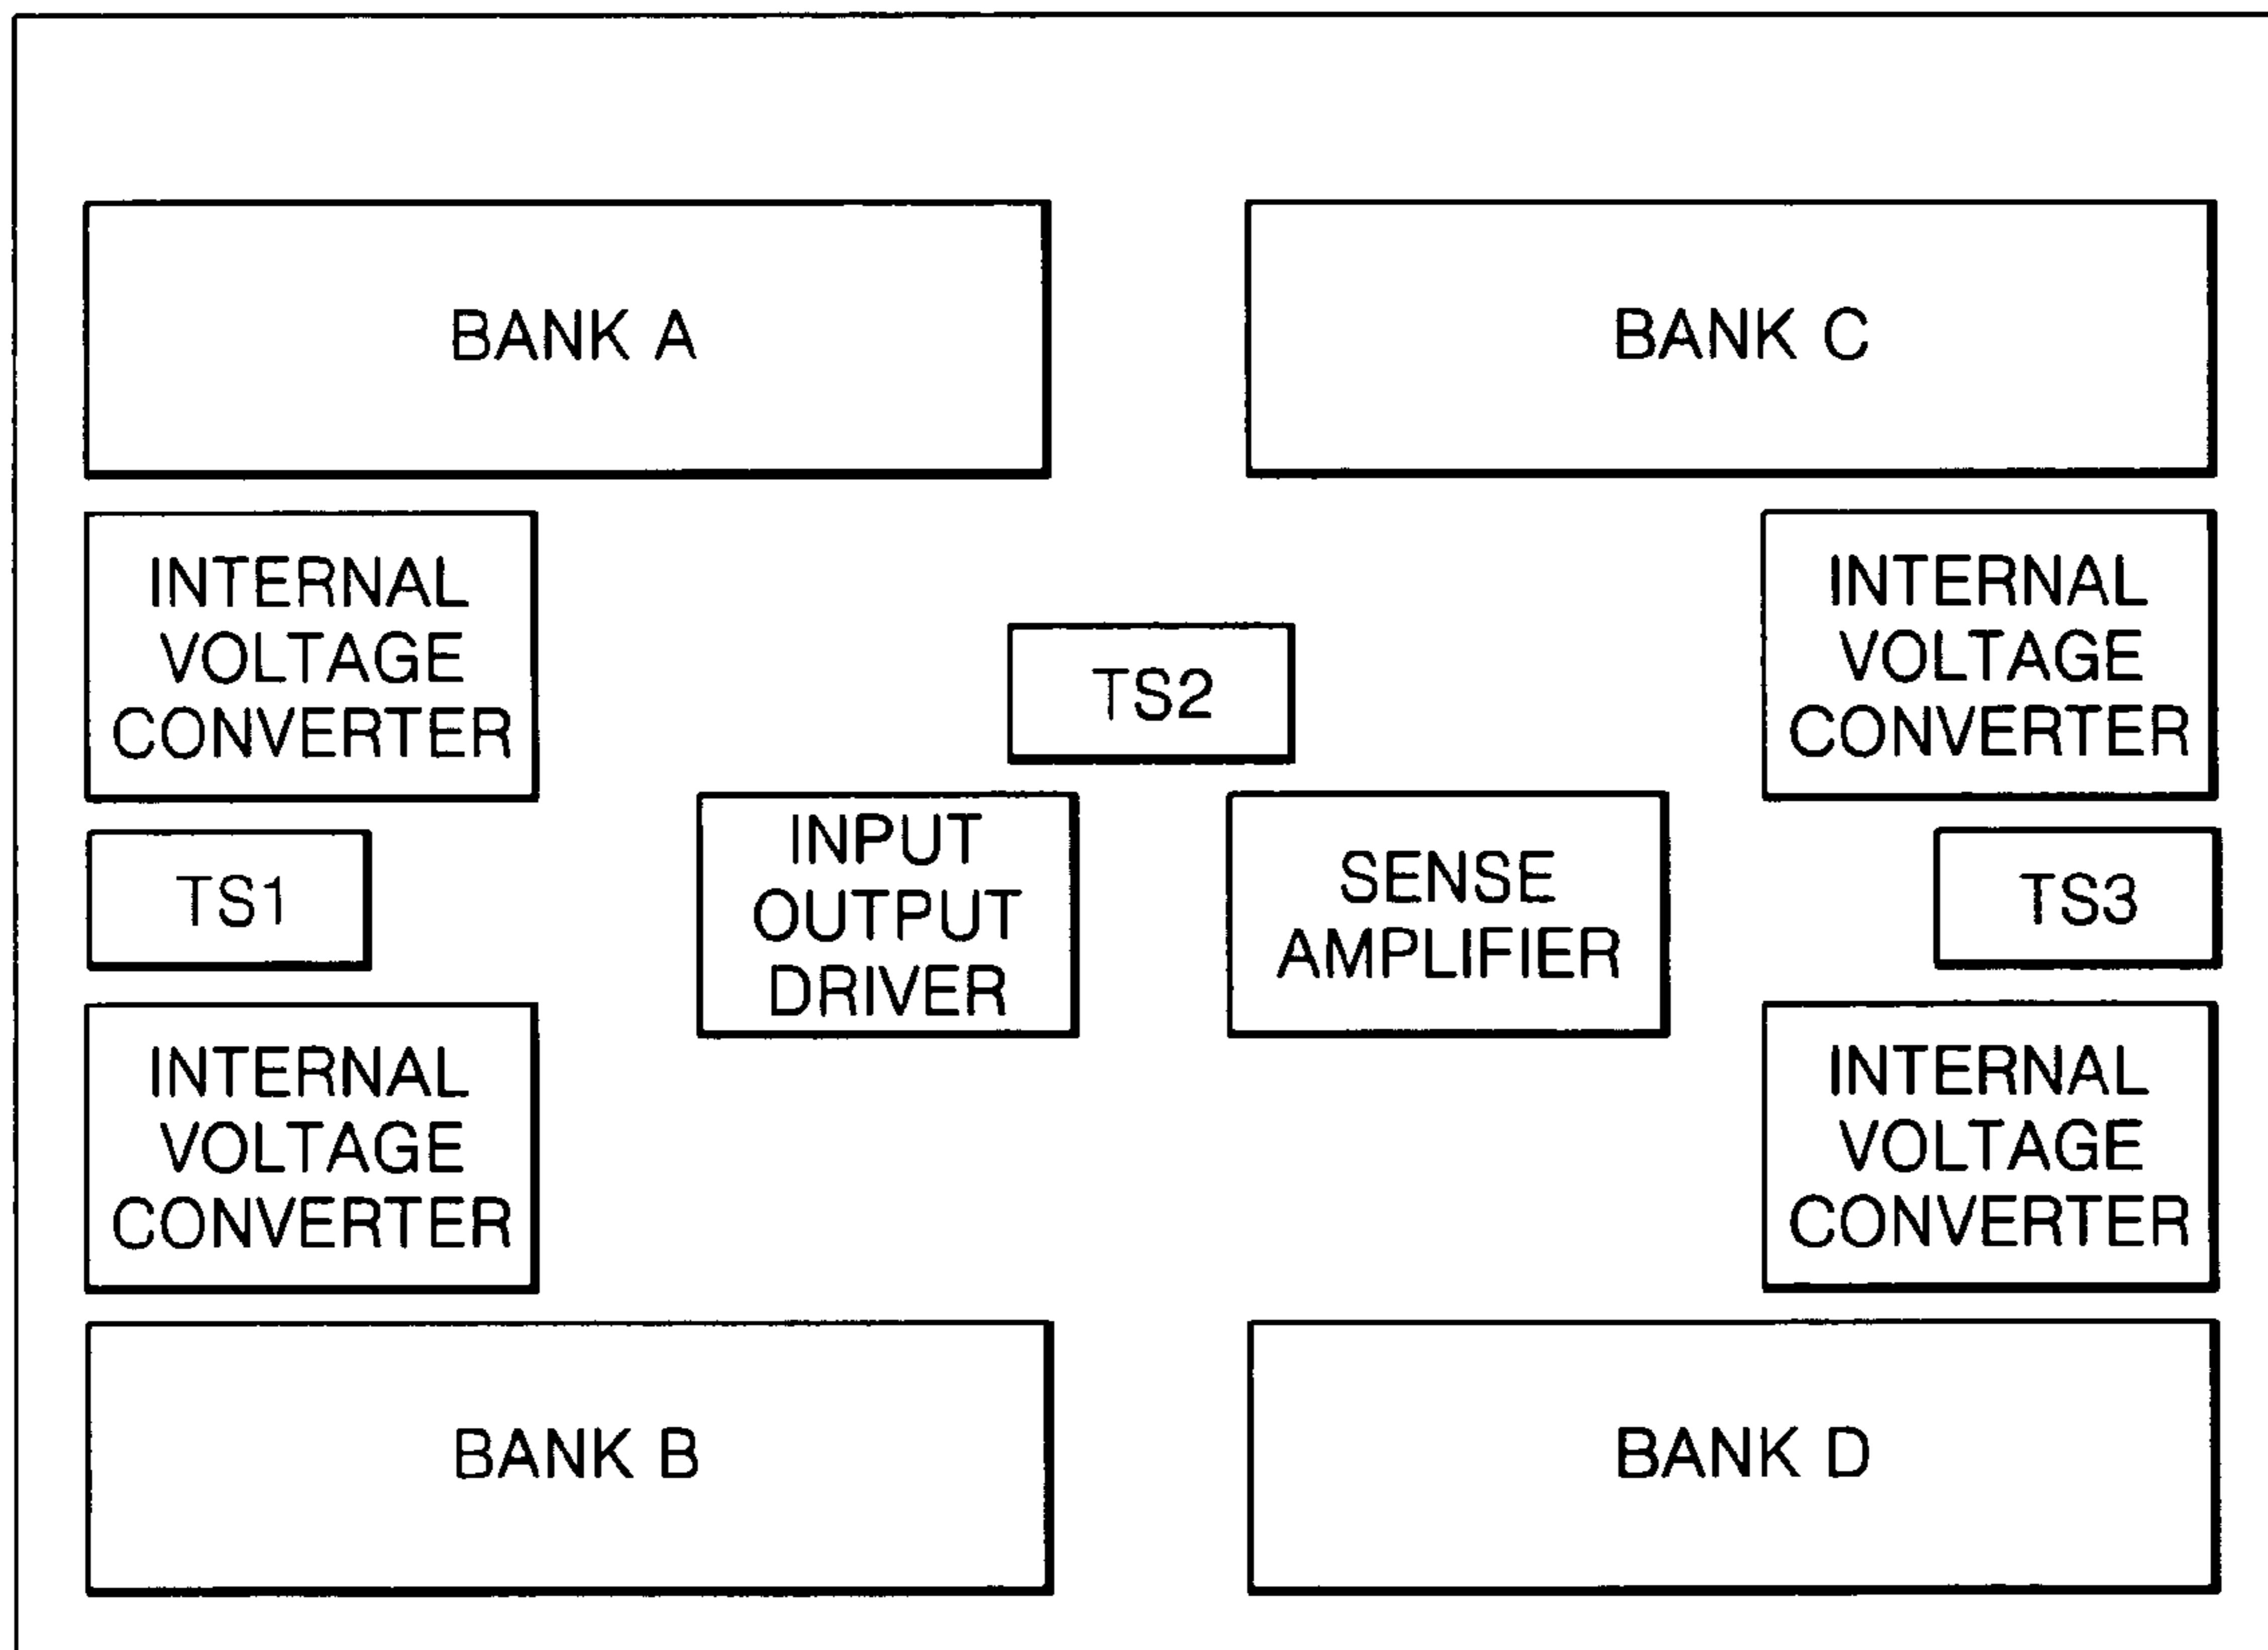 BANK A
BANK C
INTERNAL
VOLTAGE
CONVERTER
INTERNAL
VOLTAGE
CONVERTER
TS2
TS1
INPUT
OUTPUT
DRIVER
SENSE
AMPLIFIER
TS3
INTERNAL
VOLTAGE
CONVERTER
INTERNAL
VOLTAGE
CONVERTER
BANK B
BANK D